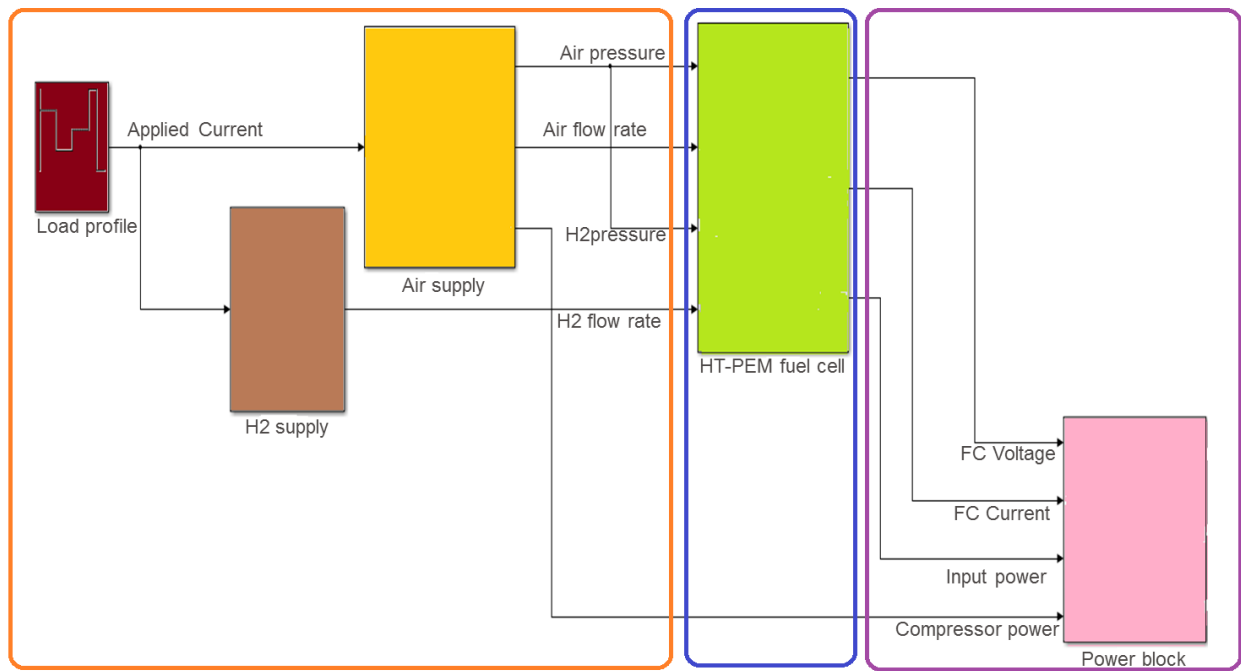 Air pressure
Applied Current
Air flow rate
Load profile
H2pressure
Air supply
H2 flow rate
HT-PEM fuel cell
H2 supply
FC Voltage
FC Current
Input power
Compressor power
Power block